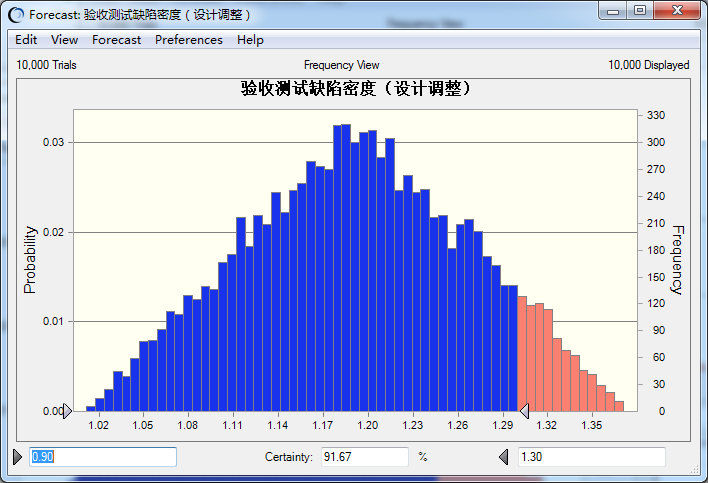 Forecast: 验收测试缺陷密度（设计调整）
Edit View Forecast Preferences Help
10,000 Trials Frequency View 10,000 Displayed
验收测试缺陷密度（设计调整）
Probability
0.03
0.02
0.01
0.00
330
300
270
240
210
180
150
120
90
60
30
0
Frequency
1.02 1.05 1.08 1.11 1.14 1.17 1.20 1.23 1.26 1.29 1.32 1.35
0.90 Certainty: 91.67 % 1.30